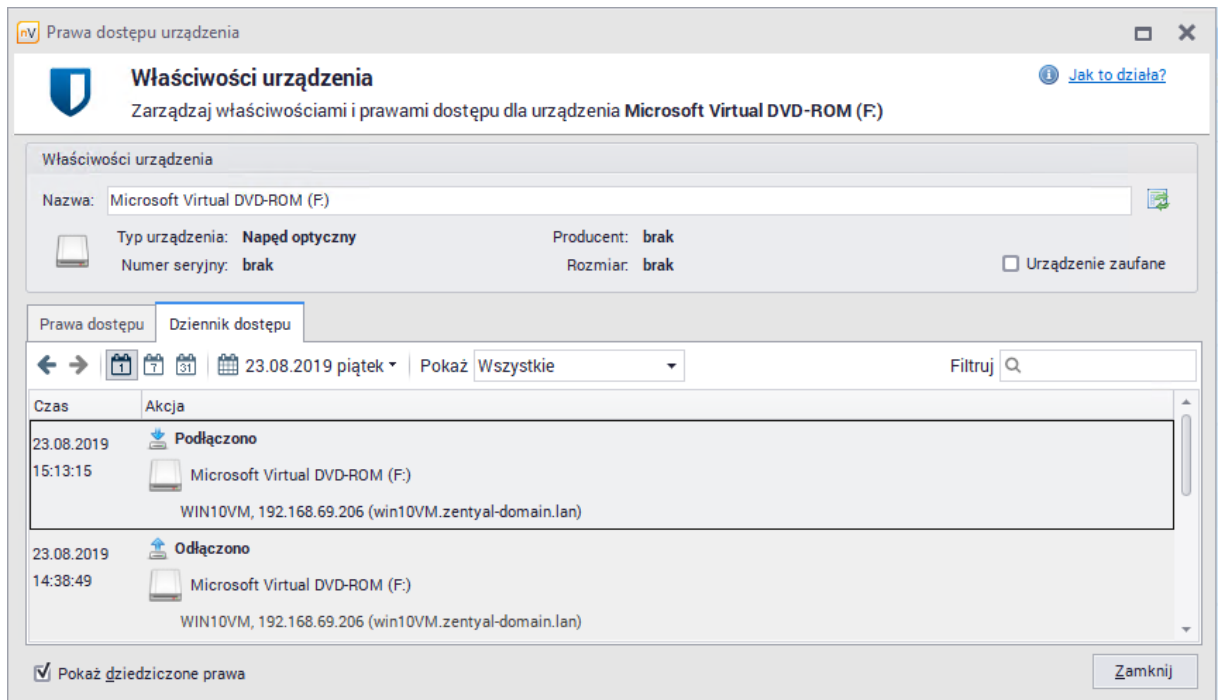 nV Prawa dostępu urządzenia
Właściwości urządzenia
Jak to działa?
Zarządzaj właściwościami i prawami dostępu dla urządzenia Microsoft Virtual DVD-ROM (F:)
Właściwości urządzenia
Nazwa: Microsoft Virtual DVD-ROM (F:)
Typ urządzenia: Napęd optyczny Producent: brak
Numer seryjny: brak Rozmiar: brak Urządzenie zaufane
Prawa dostępu Dziennik dostępu
1 7 31 23.08.2019 piątek Pokaż Wszystkie Filtruj
Czas Akcja
23.08.2019 Podłączono
15:13:15 Microsoft Virtual DVD-ROM (F:)
WIN10VM, 192.168.69.206 (win10VM.zentyal-domain.lan)
23.08.2019 Odłączono
14:38:49 Microsoft Virtual DVD-ROM (F:)
WIN10VM, 192.168.69.206 (win10VM.zentyal-domain.lan)
Pokaż dziedziczone prawa Zamknij